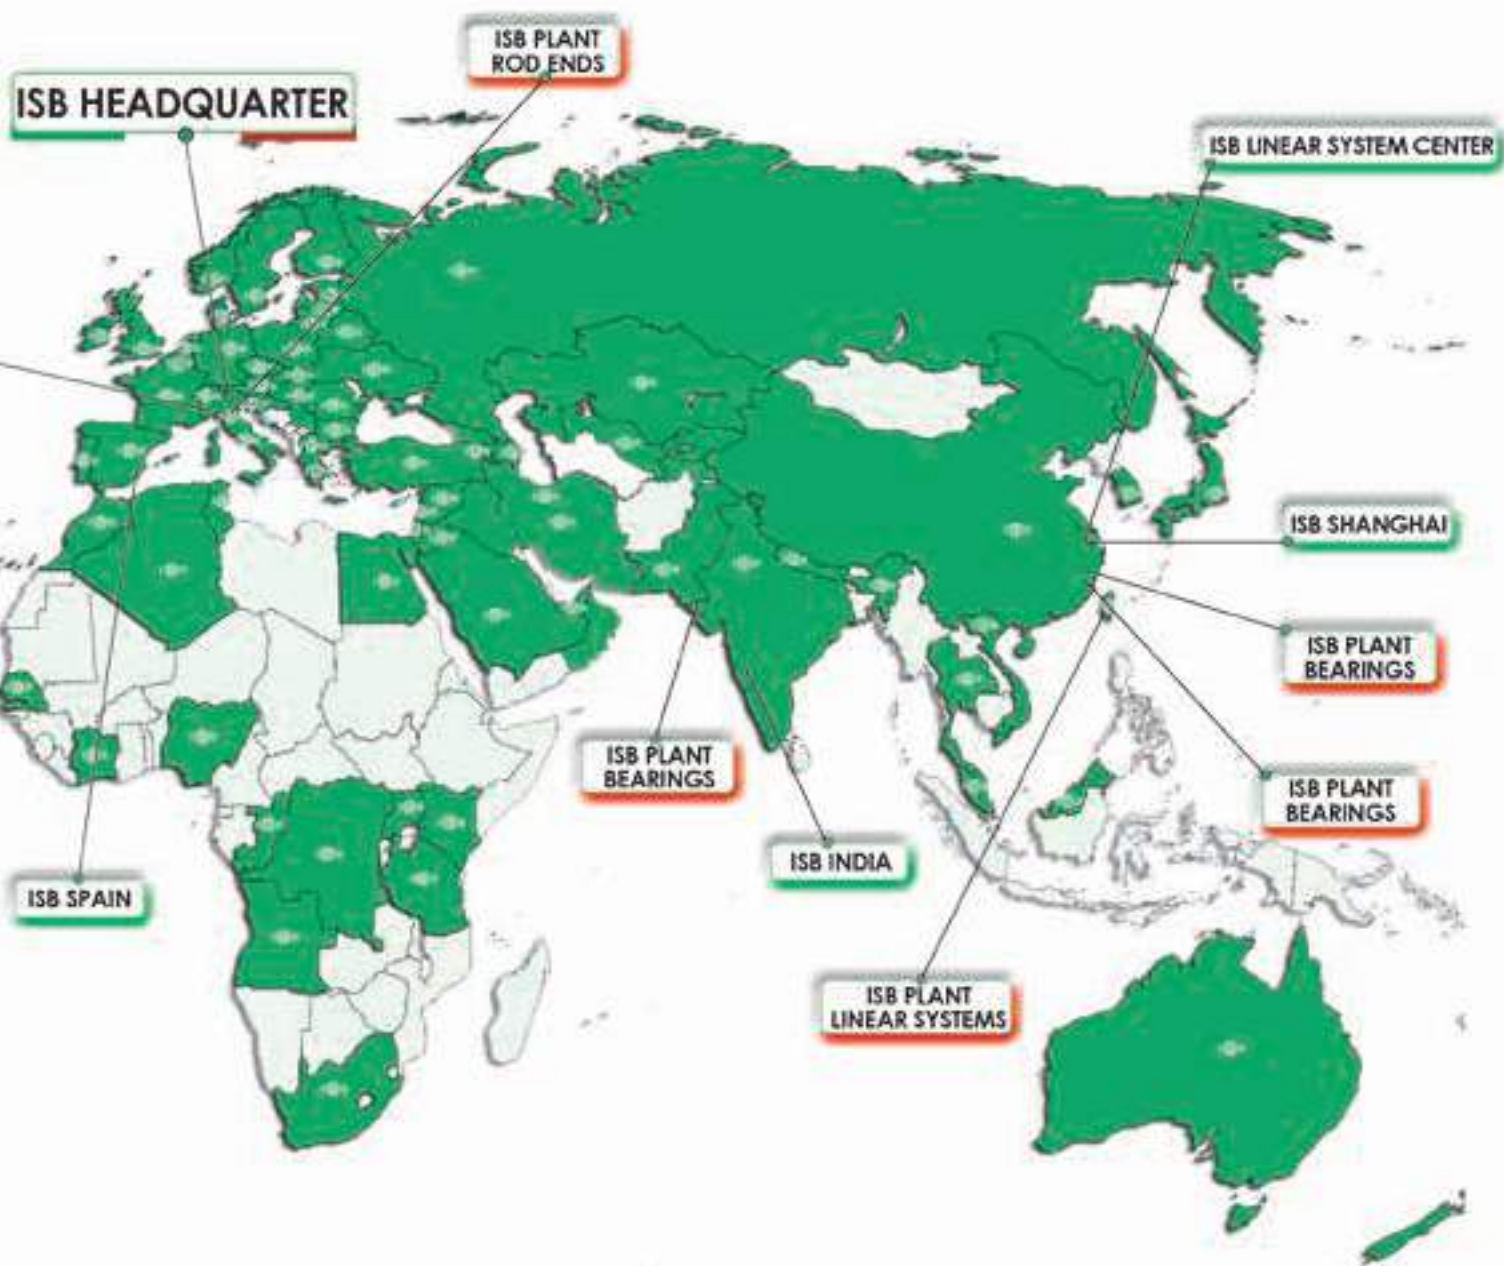 ISB PLANT
ROD ENDS
ISB HEADQUARTER
ISB LINEAR SYSTEM CENTER
ISB SHANGHAI
ISB PLANT
BEARINGS
ISB PLANT
BEARINGS
ISB PLANT
BEARINGS
ISB INDIA
ISB SPAIN
ISB PLANT
LINEAR SYSTEMS